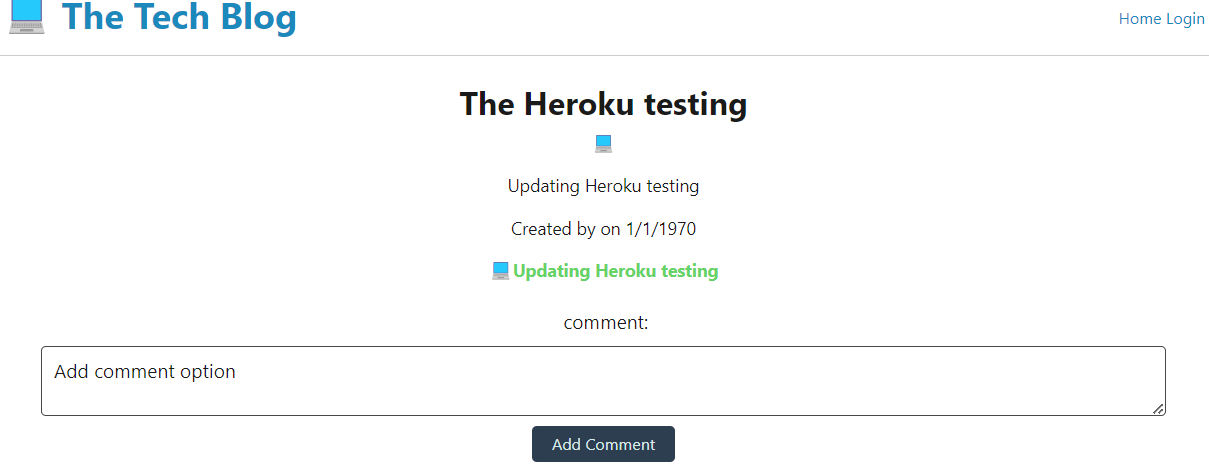 The Tech Blog
Home Login
The Heroku testing
Updating Heroku testing
Created by on 1/1/1970
Updating Heroku testing
comment:
Add comment option
Add Comment